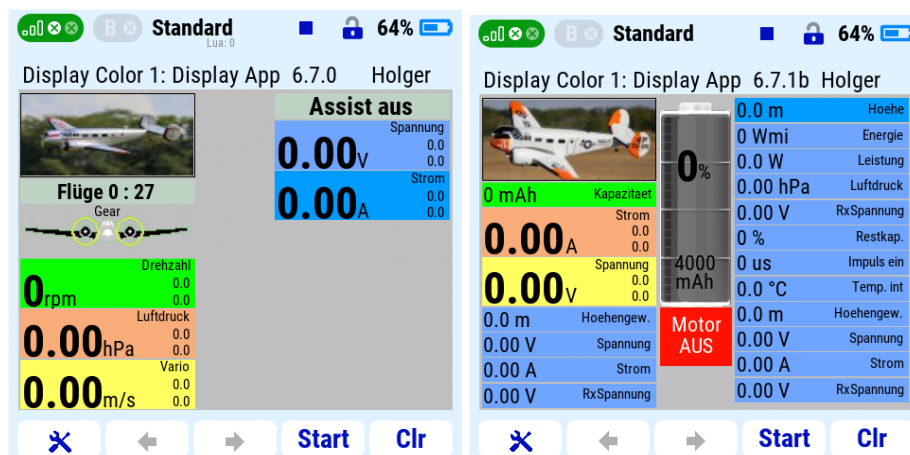 B Standard 64%
Lua: 0
Display Color 1: Display App 6.7.0 Holger
Assist aus
Spannung
0.00V 0.0
0.0
Strom
0.00A 0.0
0.0
Flüge 0 : 27
Gear
Drehzahl
0rpm 0.0
0.0
Luftdruck
0.00hPa 0.0
0.0
Vario
0.00m/s 0.0
0.0
Start Clr
B Standard 64%
Display Color 1: Display App 6.7.1b Holger
0 mAh Kapazitaet
Strom
0.00A 0.0
0.0
Spannung
0.00V 0.0
0.0
0.0 m Hoehengew.
0.00 V Spannung
0.00 A Strom
0.00 V RxSpannung
0%
4000
mAh
Motor
AUS
0.0 m Hoehe
0 Wmi Energie
0.0 W Leistung
0.00 hPa Luftdruck
0.00 V RxSpannung
0 % Restkap.
0 us Impuls ein
0.0 °C Temp. int
0.0 m Hoehengew.
0.00 V Spannung
0.00 A Strom
0.00 V RxSpannung
Start Clr